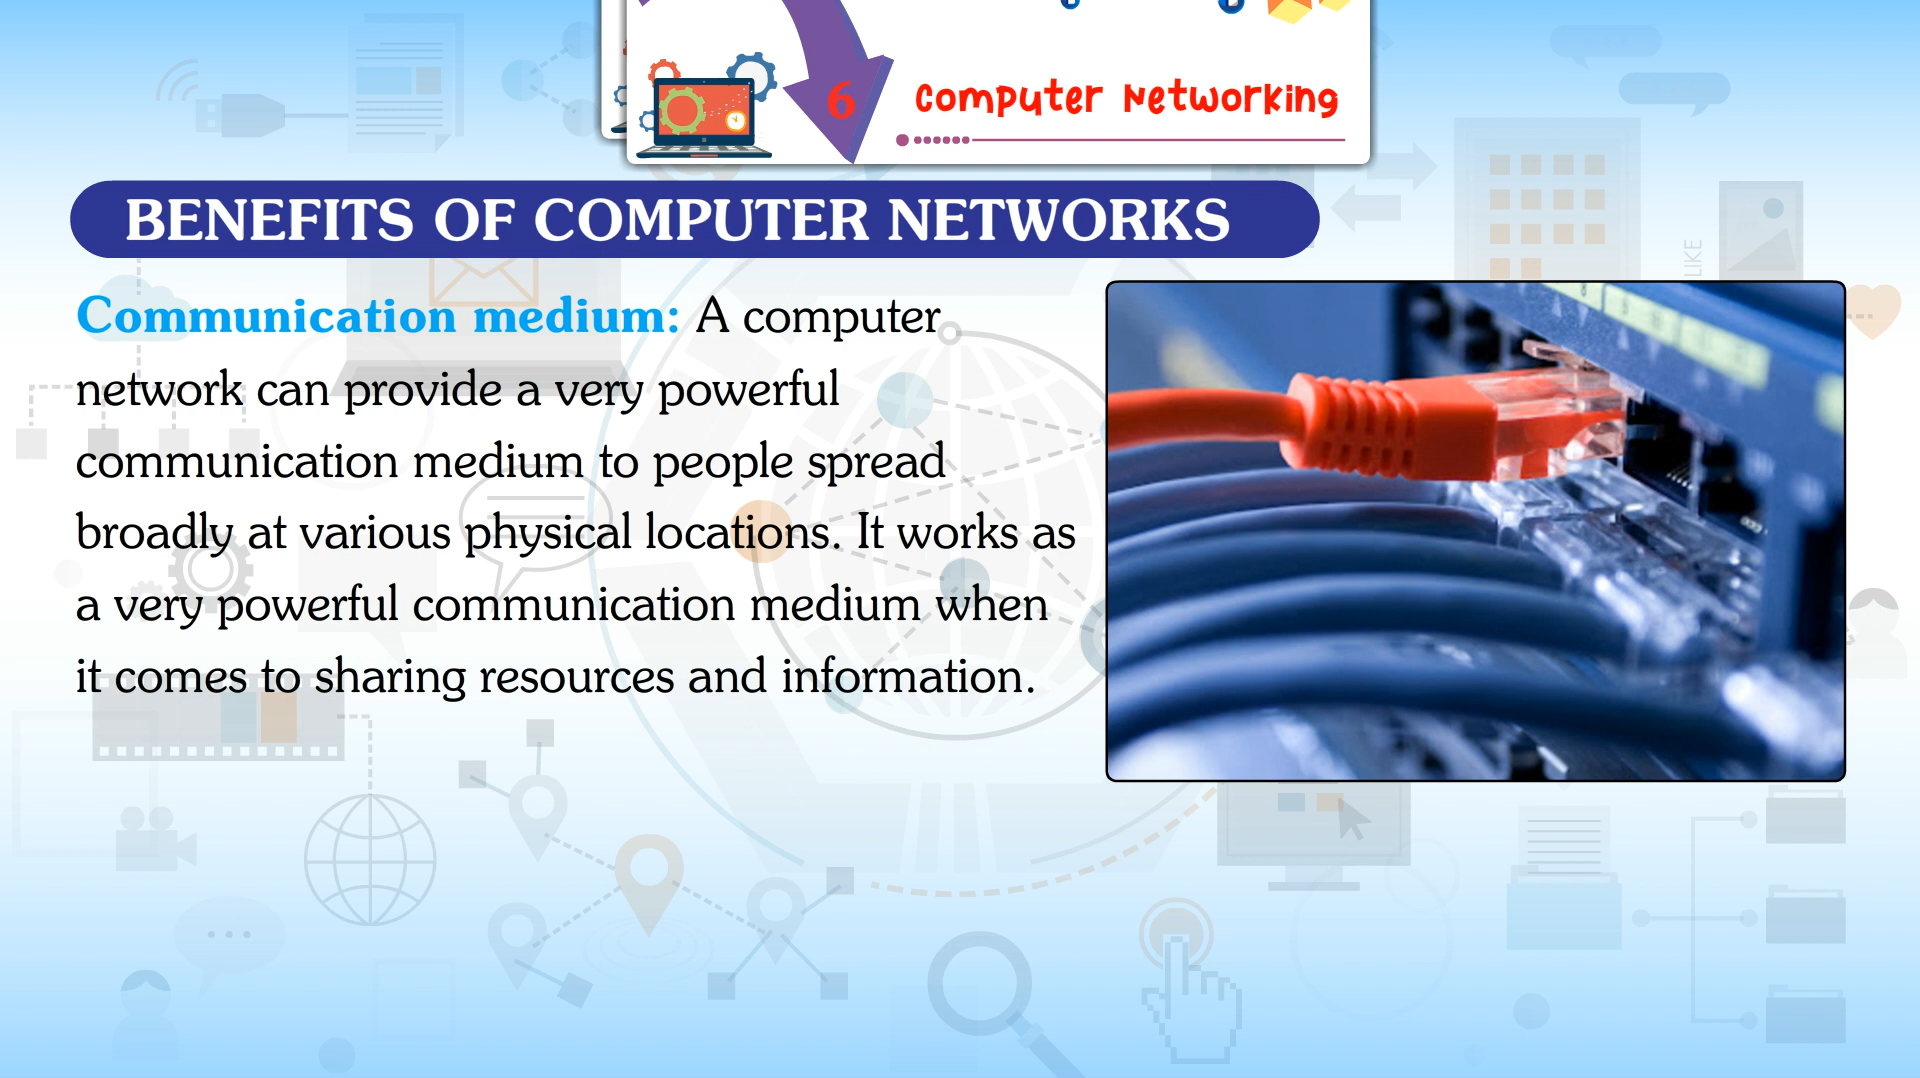 6
Computer Networking
BENEFITS OF COMPUTER NETWORKS
Communication medium: A computer
network can provide a very powerful
communication medium to people spread
broadly at various physical locations. It works as
a very powerful communication medium when
it comes to sharing resources and information.
LIKE